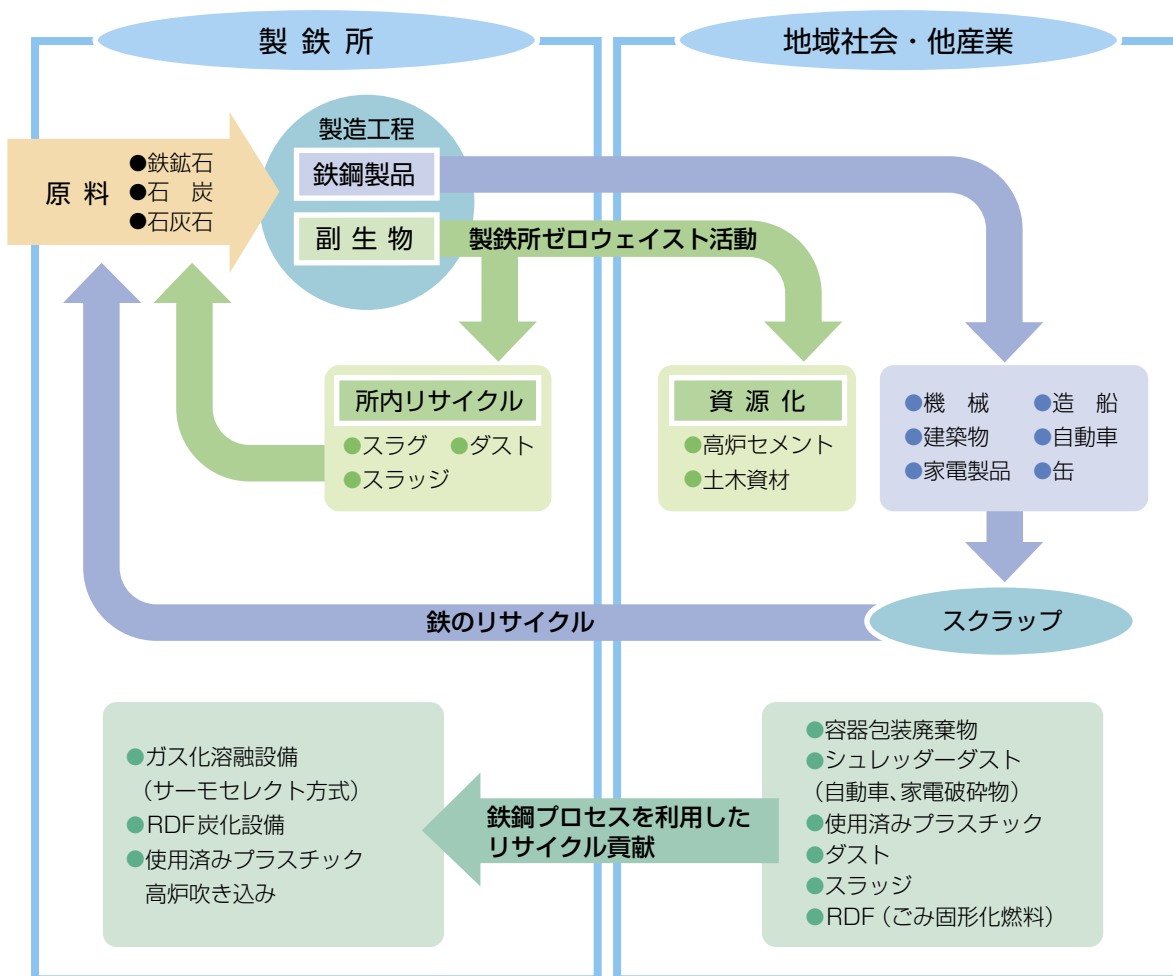 製鉄所
地域社会・他産業
原料
●鉄鉱石
●石　炭
●石灰石
製造工程
鉄鋼製品
副生物
製鉄所ゼロウェイスト活動
所内リサイクル
●スラグ　●ダスト
●スラッジ
資源化
●高炉セメント
●土木資材
●機　械　●造　船
●建築物　●自動車
●家電製品　●缶
スクラップ
鉄のリサイクル
●ガス化溶融設備
（サーモセレクト方式）
●RDF炭化設備
●使用済みプラスチック
高炉吹き込み
鉄鋼プロセスを利用した
リサイクル貢献
●容器包装廃棄物
●シュレッダーダスト
（自動車、家電破砕物）
●使用済みプラスチック
●ダスト
●スラッジ
●RDF（ごみ固形化燃料）